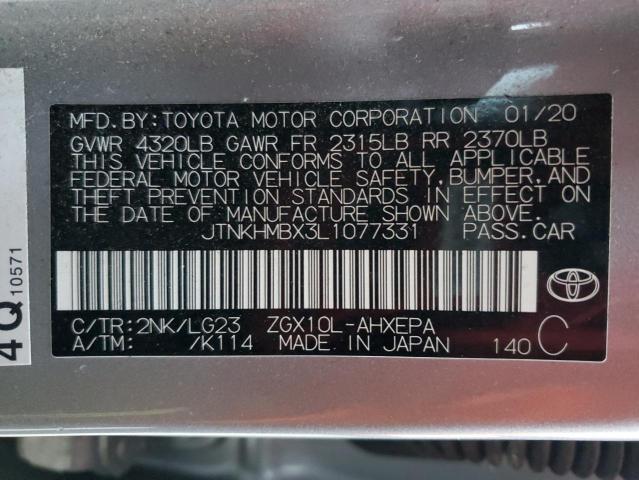 MFD. BY: TOYOTA MOTOR CORPORATION 01/20
GVWR 4320LB GAWR FR 2315LB RR 2370LB
THIS VEHICLE CONFORMS TO ALL APPLICABLE
FEDERAL MOTOR VEHICLE SAFETY, BUMPER, AND
THEFT PREVENTION STANDARDS IN EFFECT ON
THE DATE OF MANUFACTURE SHOWN ABOVE.
JTNKHMBX3L1077331 PASS.CAR
C/TR:2NK/LG23 ZGX10L-AHXEPA
A/TM: /K114 MADE IN JAPAN 140 C
4Q
10571